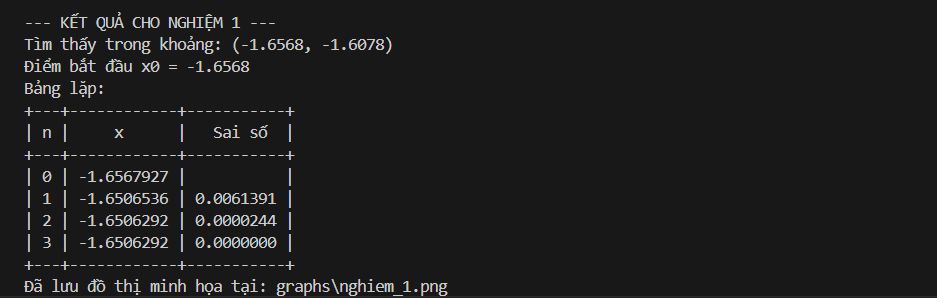 --- KẾT QUẢ CHO NGHIỆM 1 ---
Tìm thấy trong khoảng: (-1.6568, -1.6078)
Điểm bắt đầu x0 = -1.6568
Bảng lặp:
+---+------------+-----------+
| n |     x      |   Sai số  |
+---+------------+-----------+
| 0 | -1.6567927 |           |
| 1 | -1.6506536 | 0.0061391 |
| 2 | -1.6506292 | 0.0000244 |
| 3 | -1.6506292 | 0.0000000 |
+---+------------+-----------+
Đã lưu đồ thị minh họa tại: graphs\nghiem_1.png